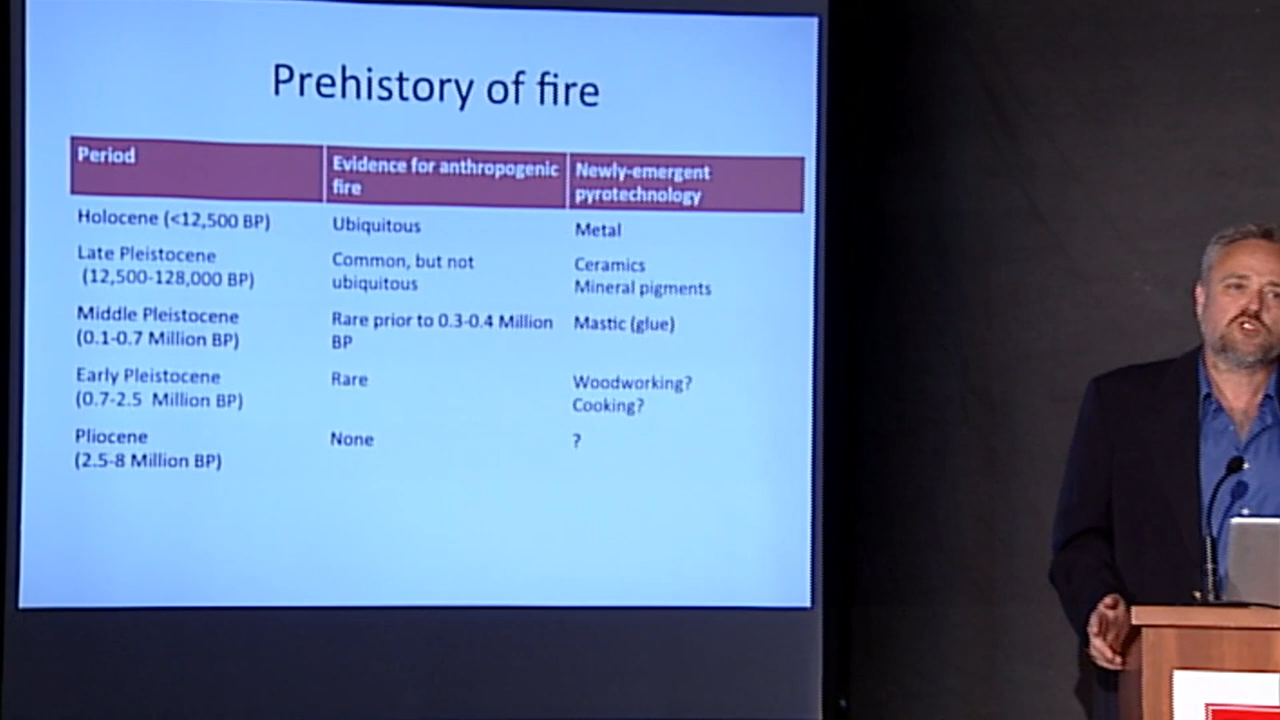 Prehistory of fire
Period
Evidence for anthropogenic
fire
Newly-emergent
pyrotechnology
Holocene (<12,500 BP)
Ubiquitous
Metal
Late Pleistocene
(12,500-128,000 BP)
Common, but not
ubiquitous
Ceramics
Mineral pigments
Middle Pleistocene
(0.1-0.7 Million BP)
Rare prior to 0.3-0.4 Million
BP
Mastic (glue)
Early Pleistocene
(0.7-2.5 Million BP)
Rare
Woodworking?
Cooking?
Pliocene
(2.5-8 Million BP)
None
?